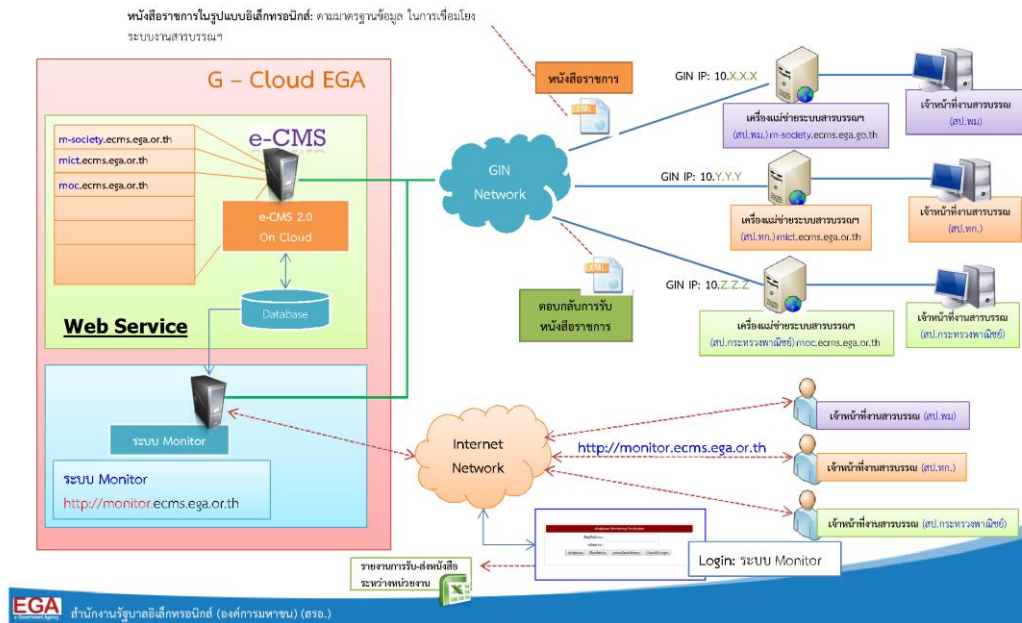 หนังสือราชการในรูปแบบอิเล็กทรอนิกส์: ตามมาตรฐานข้อมูล ในการเชื่อมโยง
ระบบงานสารบรรณฯ
G – Cloud EGA
e-CMS
m-society.ecms.ega.or.th
mict.ecms.ega.or.th
moc.ecms.ega.or.th
e-CMS 2.0
On Cloud
Database
Web Service
ระบบ Monitor
ระบบ Monitor
http://monitor.ecms.ega.or.th
หนังสือราชการ
XML
GIN
Network
XML
ตอบกลับการรับ
หนังสือราชการ
GIN IP: 10.X.X.X
เครื่องแม่ข่ายระบบสารบรรณฯ
(สป.พม.) m-society.ecms.ega.go.th
เจ้าหน้าที่งานสารบรรณ
(สป.พม)
GIN IP: 10.Y.Y.Y
เครื่องแม่ข่ายระบบสารบรรณฯ
(สป.ทก.) mict.ecms.ega.or.th
เจ้าหน้าที่งานสารบรรณ
(สป.ทก.)
GIN IP: 10.Z.Z.Z
เครื่องแม่ข่ายระบบสารบรรณฯ
(สป.กระทรวงพาณิชย์) moc.ecms.ega.or.th
เจ้าหน้าที่งานสารบรรณ
(สป.กระทรวงพาณิชย์)
Internet
Network
http://monitor.ecms.ega.or.th
เจ้าหน้าที่งานสารบรรณ (สป.พม)
เจ้าหน้าที่งานสารบรรณ (สป.ทก.)
เจ้าหน้าที่งานสารบรรณ (สป.กระทรวงพาณิชย์)
Login: ระบบ Monitor
รายงานการรับ-ส่งหนังสือ
ระหว่างหน่วยงาน
EGA
e-Government Agency
สำนักงานรัฐบาลอิเล็กทรอนิกส์ (องค์การมหาชน) (สรอ.)